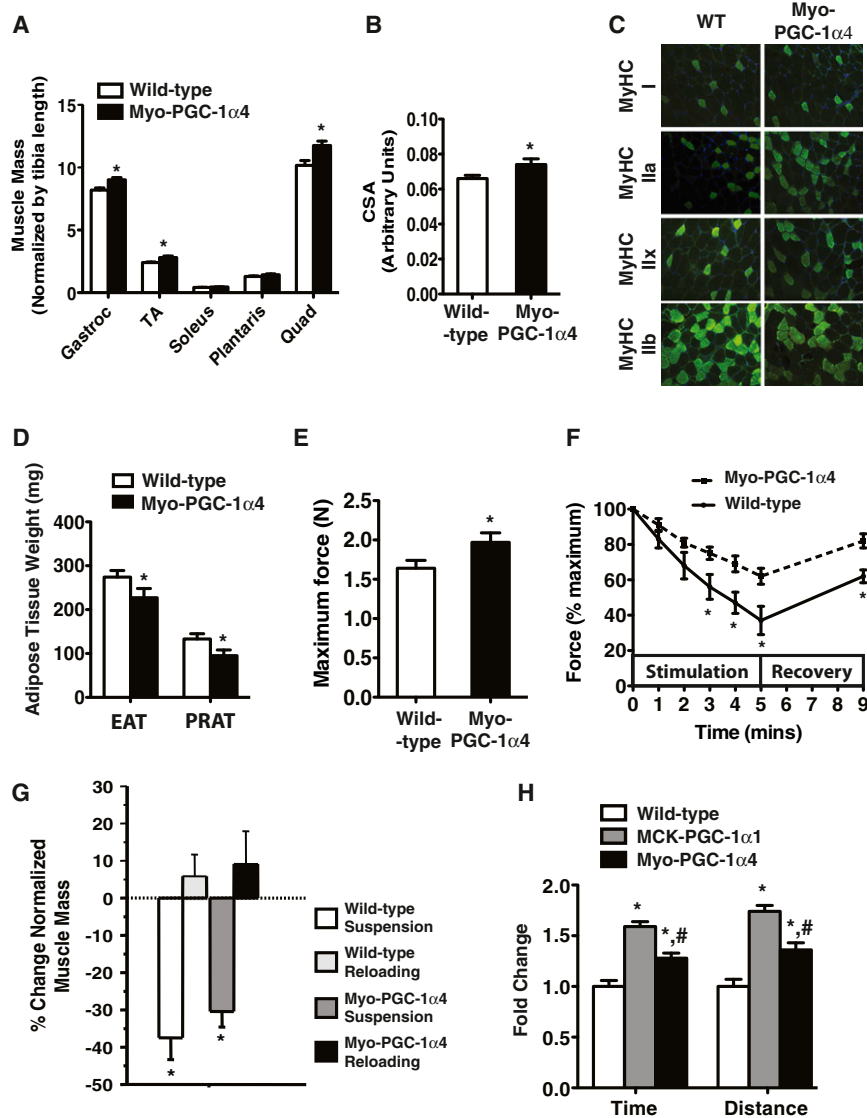 A
Wild-type
Myo-PGC-1α4
Muscle Mass
(Normalized by tibia length)
15
10
5
0
*
*
*
Gastroc
TA
Soleus
Plantaris
Quad
B
CSA
(Arbitrary Units)
0.10
0.08
0.06
0.04
0.02
0.00
*
Wild-
-type
Myo-
PGC-1α4
C
WT
Myo-
PGC-1α4
MyHC
I
MyHC
IIa
MyHC
IIx
MyHC
IIb
D
Wild-type
Myo-PGC-1α4
Adipose Tissue Weight (mg)
400
300
200
100
0
*
*
EAT
PRAT
E
Maximum force (N)
2.5
2.0
1.5
1.0
0.5
0.0
*
Wild-
-type
Myo-
PGC-1α4
F
Myo-PGC-1α4
Wild-type
Force (% maximum)
100
80
60
40
20
0
*
*
*
*
Stimulation
Recovery
0 1 2 3 4 5 6 7 8 9
Time (mins)
G
% Change Normalized
Muscle Mass
30
20
10
0
-10
-20
-30
-40
-50
*
*
Wild-type
Suspension
Wild-type
Reloading
Myo-PGC-1α4
Suspension
Myo-PGC-1α4
Reloading
H
Wild-type
MCK-PGC-1α1
Myo-PGC-1α4
Fold Change
2.0
1.5
1.0
0.5
0.0
*
*,#
*
*,#
Time
Distance